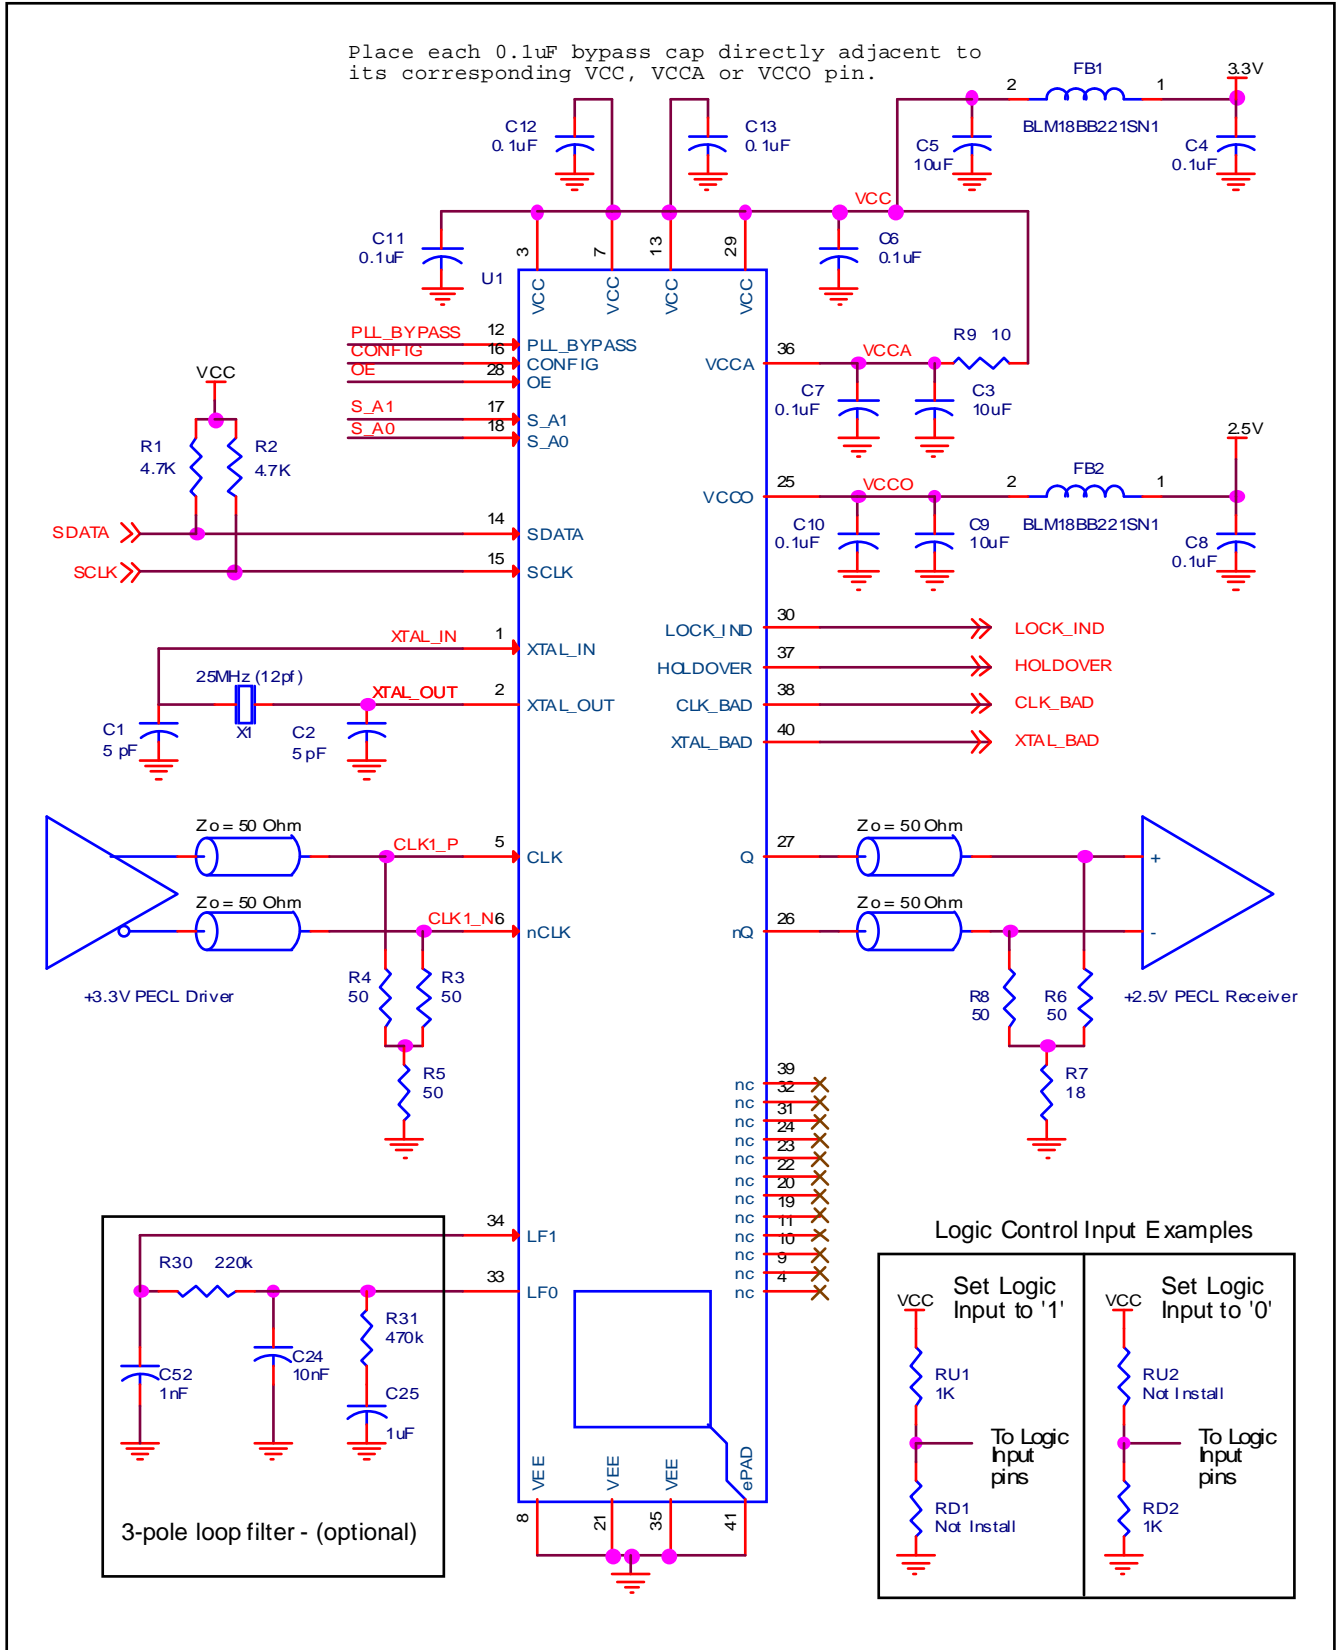 Place each 0.1uF bypass cap directly adjacent to
its corresponding VCC, VCCA or VCCO pin.
FB1
2
1
3.3V
BLM18BB221SN1
C12
0.1uF
C13
0.1uF
C5
10uF
C4
0.1uF
VCC
C11
0.1uF
3
7
13
29
C6
0.1uF
U1
VCC
VCC
VCC
VCC
PLL_BYPASS
12
PLL_BYPASS
CONFIG
16
CONFIG
OE
28
OE
S_A1
17
S_A1
S_A0
18
S_A0
VCCA
36
VCCA
R9 10
C7
0.1uF
C3
10uF
VCC
R1
4.7K
R2
4.7K
2.5V
VCCO
25
VCCO
2
FB2
1
BLM18BB221SN1
C10
0.1uF
C9
10uF
C8
0.1uF
SDATA
14
SDATA
SCLK
15
SCLK
LOCK_IND
30
LOCK_IND
HOLDOVER
37
HOLDOVER
CLK_BAD
38
CLK_BAD
XTAL_BAD
40
XTAL_BAD
XTAL_IN
1
XTAL_IN
25MHz (12pf)
XTAL_OUT
2
XTAL_OUT
X1
C1
5pF
C2
5pF
Zo = 50 Ohm
CLK1_P
5
CLK
Zo = 50 Ohm
CLK1_N
6
nCLK
+3.3V PECL Driver
R4
50
R3
50
R5
50
Q
27
Zo = 50 Ohm
+
nQ
26
Zo = 50 Ohm
-
+2.5V PECL Receiver
R8
50
R6
50
R7
18
nc
39
nc
32
nc
31
nc
24
nc
23
nc
22
nc
20
nc
19
nc
11
nc
10
nc
9
nc
4
34
LF1
R30 220k
33
LF0
R31
470k
C52
1nF
C24
10nF
C25
1uF
3-pole loop filter - (optional)
VEE
VEE
VEE
ePAD
8
21
35
41
Logic Control Input Examples
Set Logic
Input to '1'
VCC
RU1
1K
To Logic
Input
pins
RD1
Not Install
Set Logic
Input to '0'
VCC
RU2
Not Install
To Logic
Input
pins
RD2
1K